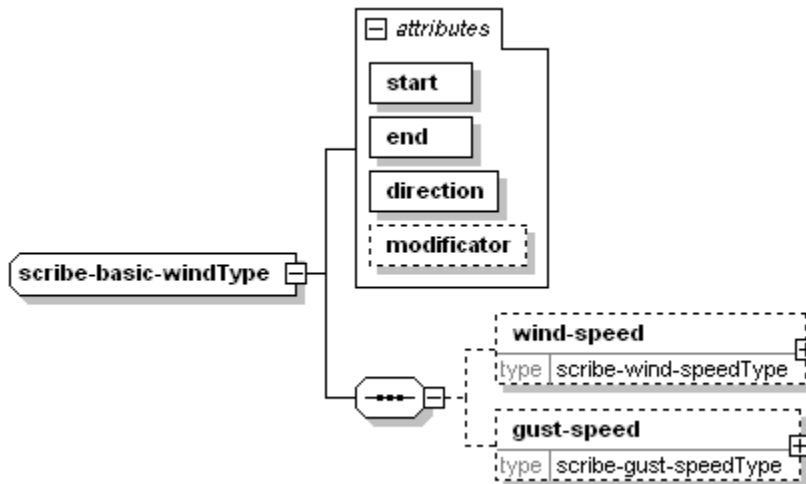 attributes
start
end
direction
modificator
scribe-basic-windType
wind-speed
type scribe-wind-speedType
gust-speed
type scribe-gust-speedType